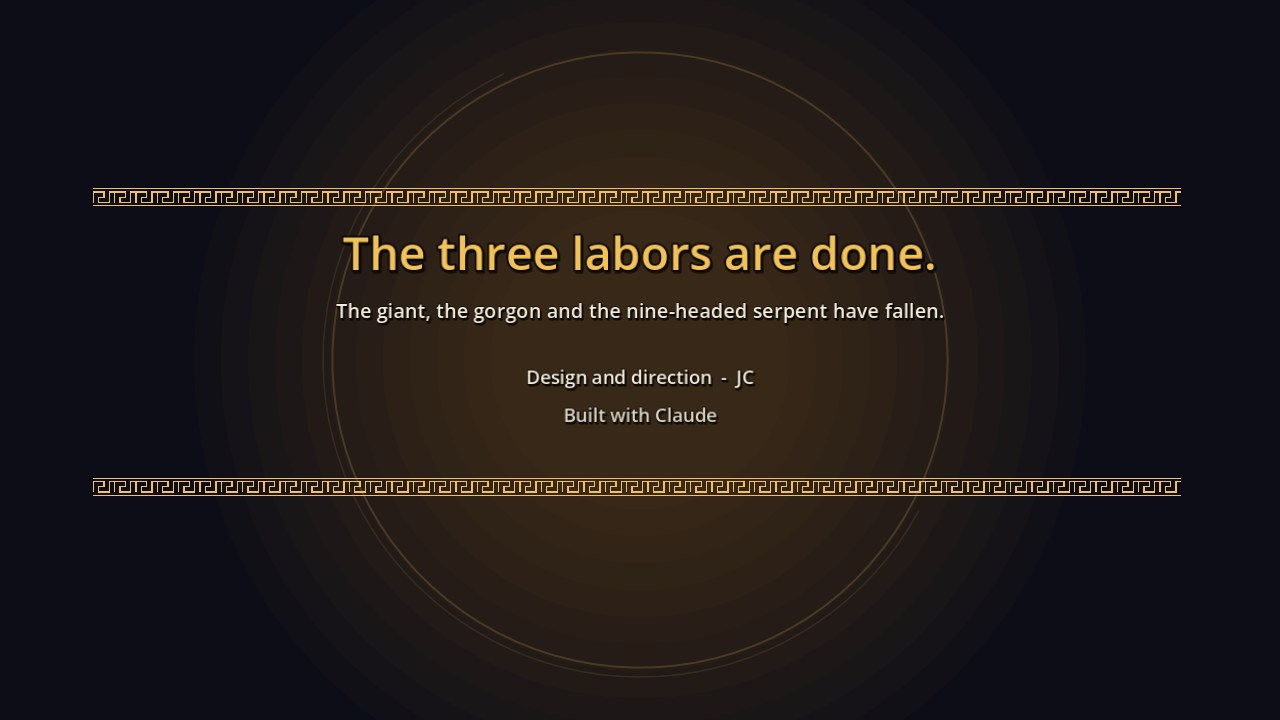 The three labors are done.
The giant, the gorgon and the nine-headed serpent have fallen.
Design and direction - JC
Built with Claude